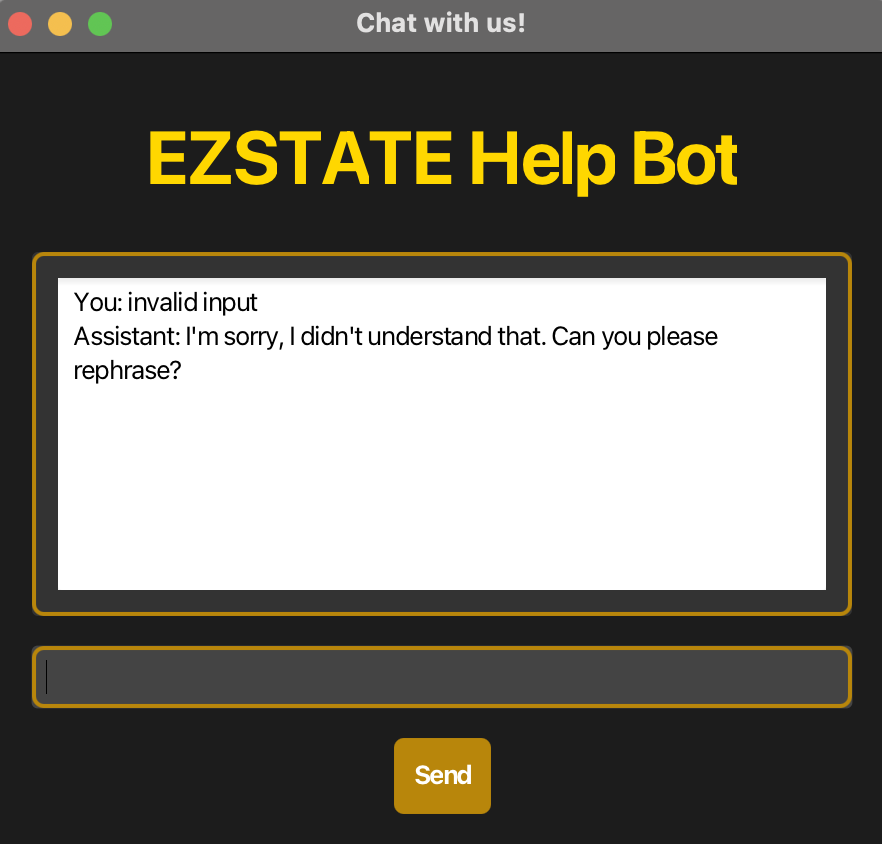 Chat with us!
EZSTATE Help Bot
You: invalid input
Assistant: I'm sorry, I didn't understand that. Can you please
rephrase?
Send